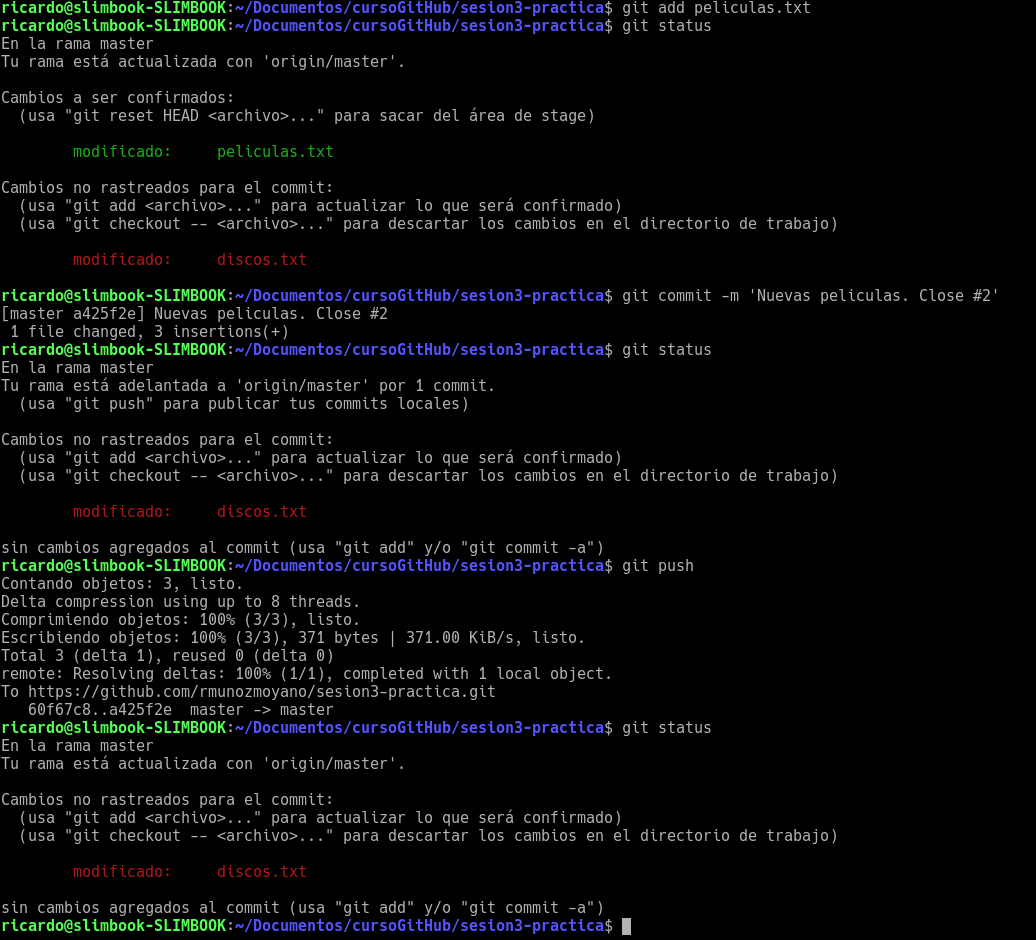 ricardo@slimbook-SLIMBOOK:~/Documentos/cursoGitHub/sesion3-practica$ git add peliculas.txt
ricardo@slimbook-SLIMBOOK:~/Documentos/cursoGitHub/sesion3-practica$ git status
En la rama master
Tu rama está actualizada con 'origin/master'.
Cambios a ser confirmados:
  (usa "git reset HEAD <archivo>..." para sacar del área de stage)
        modificado:     peliculas.txt
Cambios no rastreados para el commit:
  (usa "git add <archivo>..." para actualizar lo que será confirmado)
  (usa "git checkout -- <archivo>..." para descartar los cambios en el directorio de trabajo)
        modificado:     discos.txt
ricardo@slimbook-SLIMBOOK:~/Documentos/cursoGitHub/sesion3-practica$ git commit -m 'Nuevas peliculas. Close #2'
[master a425f2e] Nuevas peliculas. Close #2
 1 file changed, 3 insertions(+)
ricardo@slimbook-SLIMBOOK:~/Documentos/cursoGitHub/sesion3-practica$ git status
En la rama master
Tu rama está adelantada a 'origin/master' por 1 commit.
  (usa "git push" para publicar tus commits locales)
Cambios no rastreados para el commit:
  (usa "git add <archivo>..." para actualizar lo que será confirmado)
  (usa "git checkout -- <archivo>..." para descartar los cambios en el directorio de trabajo)
        modificado:     discos.txt
sin cambios agregados al commit (usa "git add" y/o "git commit -a")
ricardo@slimbook-SLIMBOOK:~/Documentos/cursoGitHub/sesion3-practica$ git push
Contando objetos: 3, listo.
Delta compression using up to 8 threads.
Comprimiendo objetos: 100% (3/3), listo.
Escribiendo objetos: 100% (3/3), 371 bytes | 371.00 KiB/s, listo.
Total 3 (delta 1), reused 0 (delta 0)
remote: Resolving deltas: 100% (1/1), completed with 1 local object.
To https://github.com/rmunozmoyano/sesion3-practica.git
   60f67c8..a425f2e  master -> master
ricardo@slimbook-SLIMBOOK:~/Documentos/cursoGitHub/sesion3-practica$ git status
En la rama master
Tu rama está actualizada con 'origin/master'.
Cambios no rastreados para el commit:
  (usa "git add <archivo>..." para actualizar lo que será confirmado)
  (usa "git checkout -- <archivo>..." para descartar los cambios en el directorio de trabajo)
        modificado:     discos.txt
sin cambios agregados al commit (usa "git add" y/o "git commit -a")
ricardo@slimbook-SLIMBOOK:~/Documentos/cursoGitHub/sesion3-practica$